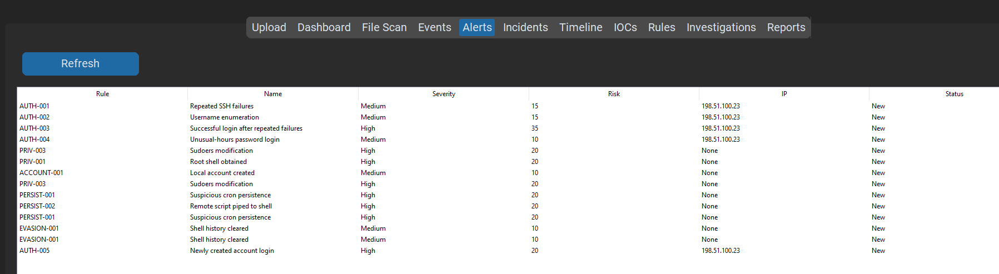 Upload Dashboard File Scan Events Alerts Incidents Timeline IOCs Rules Investigations Reports
Refresh
Rule Name Severity Risk IP Status
AUTH-001 Repeated SSH failures Medium 15 198.51.100.23 New
AUTH-002 Username enumeration Medium 15 198.51.100.23 New
AUTH-003 Successful login after repeated failures High 35 198.51.100.23 New
AUTH-004 Unusual-hours password login Medium 10 198.51.100.23 New
PRIV-003 Sudoers modification High 20 None New
PRIV-001 Root shell obtained High 20 None New
ACCOUNT-001 Local account created Medium 10 None New
PRIV-003 Sudoers modification High 20 None New
PERSIST-001 Suspicious cron persistence High 20 None New
PERSIST-002 Remote script piped to shell High 20 None New
PERSIST-001 Suspicious cron persistence High 20 None New
EVASION-001 Shell history cleared Medium 10 None New
EVASION-001 Shell history cleared Medium 10 None New
AUTH-005 Newly created account login High 20 198.51.100.23 New